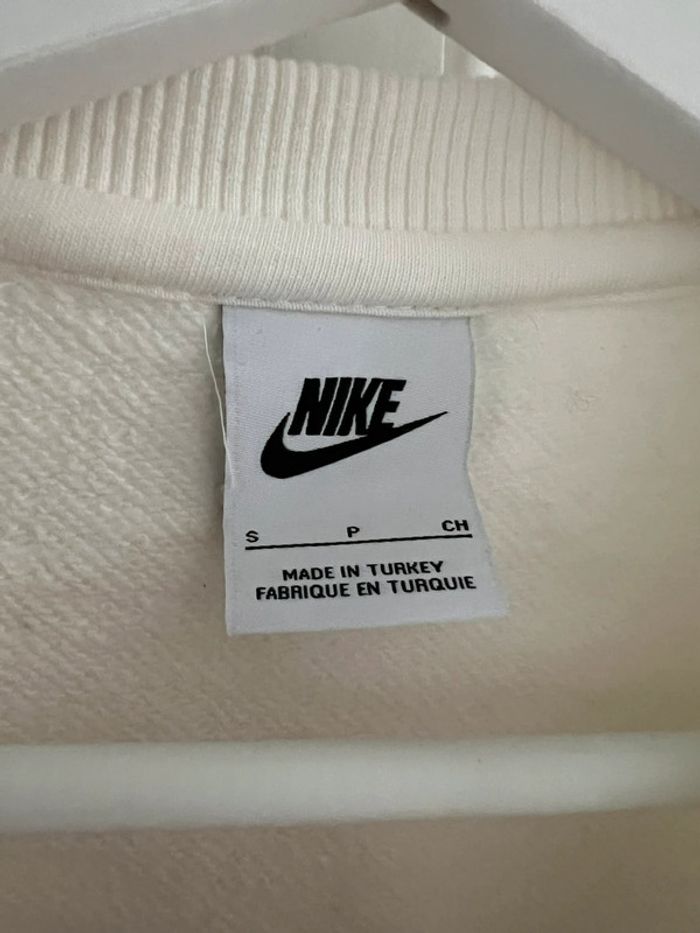 NIKE
S P CH
MADE IN TURKEY
FABRIQUE EN TURQUIE